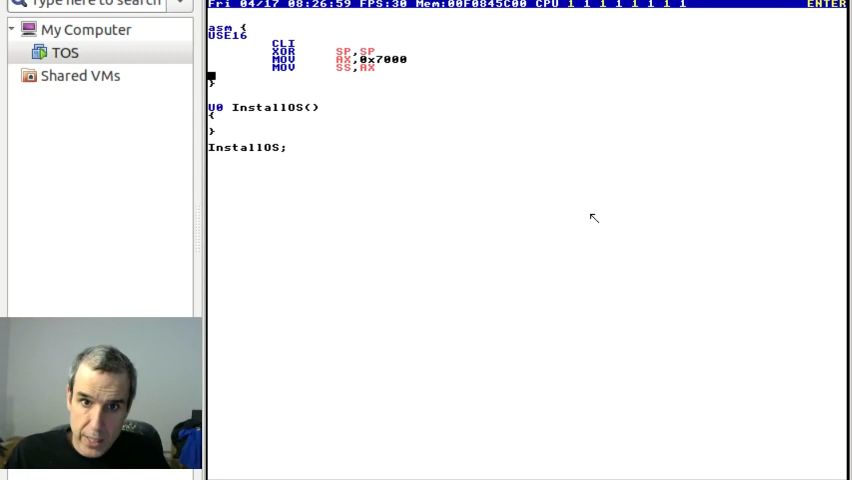 Type here to search
Fri 04/17 08:26:59 FPS:30 Mem:00F0845C00 CPU 1 1 1 1 1 1 1 1 ENTER
My Computer
TOS
Shared VMs
asm {
USE16
CLI
XOR SP,SP
MOV AX,0x7000
MOV SS,AX
}
U0 InstallOS()
{
}
InstallOS;